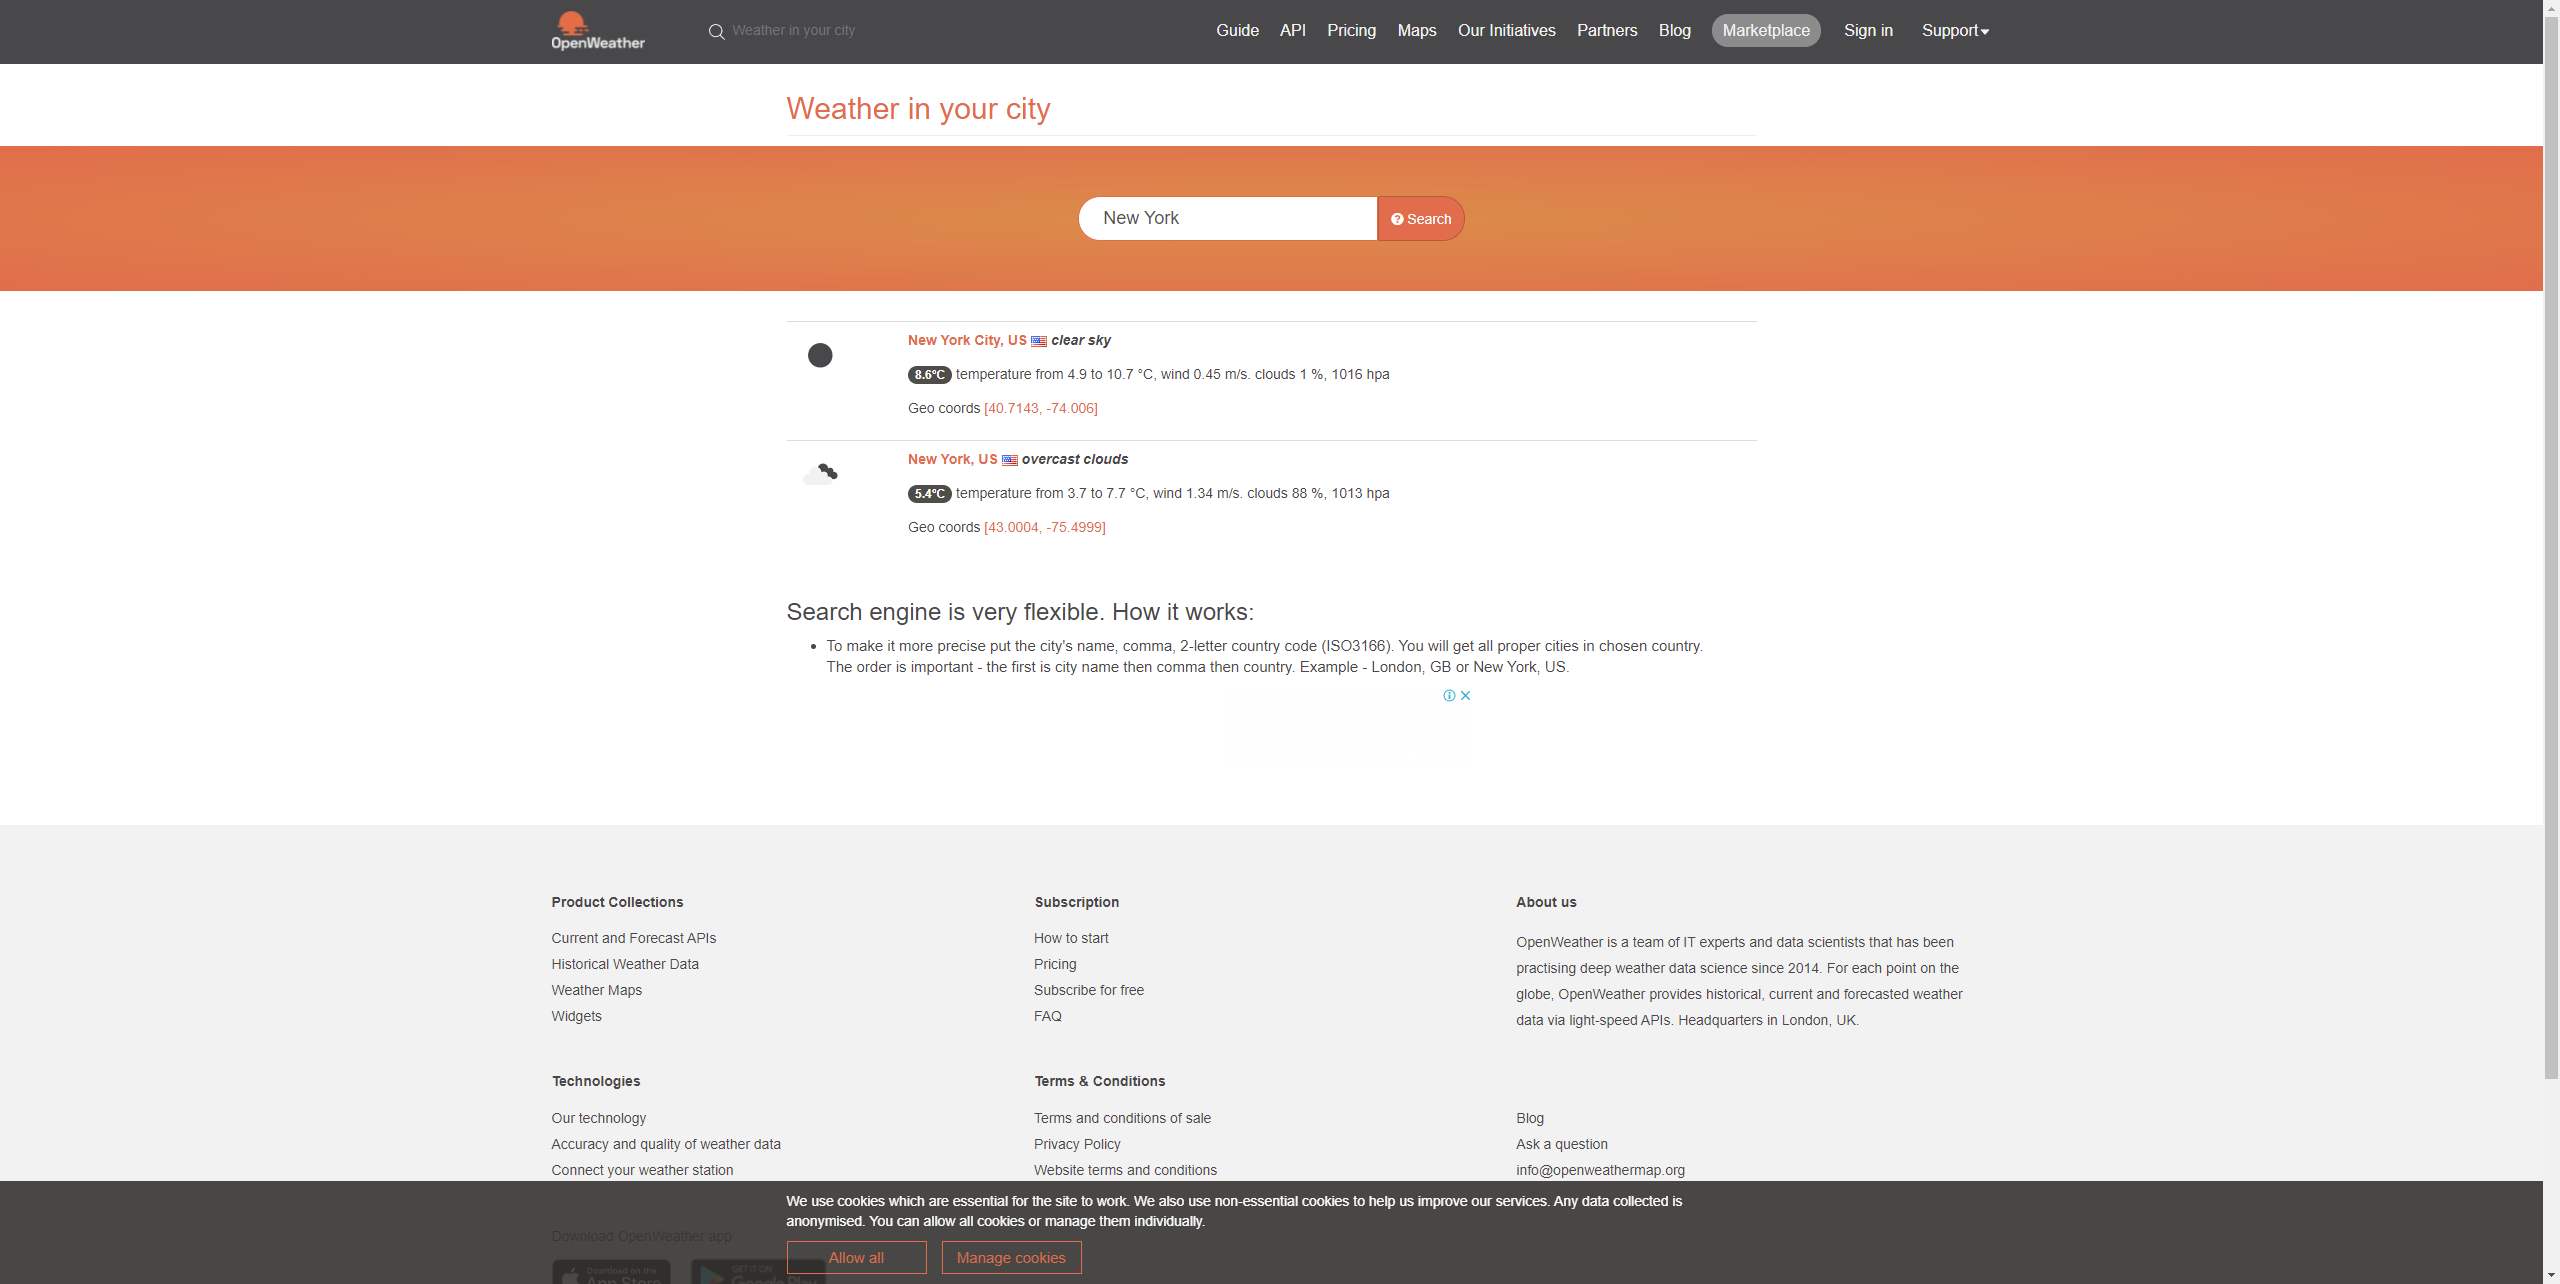 OpenWeather
Weather in your city
Guide
API
Pricing
Maps
Our Initiatives
Partners
Blog
Marketplace
Sign in
Support
Weather in your city
New York
Search
New York City, US clear sky
8.6°C temperature from 4.9 to 10.7 °C, wind 0.45 m/s. clouds 1 %, 1016 hpa
Geo coords [40.7143, -74.006]
New York, US overcast clouds
5.4°C temperature from 3.7 to 7.7 °C, wind 1.34 m/s. clouds 88 %, 1013 hpa
Geo coords [43.0004, -75.4999]
Search engine is very flexible. How it works:
To make it more precise put the city's name, comma, 2-letter country code (ISO3166). You will get all proper cities in chosen country.
The order is important - the first is city name then comma then country. Example - London, GB or New York, US.
Product Collections
Current and Forecast APIs
Historical Weather Data
Weather Maps
Widgets
Subscription
How to start
Pricing
Subscribe for free
FAQ
About us
OpenWeather is a team of IT experts and data scientists that has been
practising deep weather data science since 2014. For each point on the
globe, OpenWeather provides historical, current and forecasted weather
data via light-speed APIs. Headquarters in London, UK.
Technologies
Our technology
Accuracy and quality of weather data
Connect your weather station
Terms & Conditions
Terms and conditions of sale
Privacy Policy
Website terms and conditions
Blog
Ask a question
info@openweathermap.org
We use cookies which are essential for the site to work. We also use non-essential cookies to help us improve our services. Any data collected is
anonymised. You can allow all cookies or manage them individually.
Download OpenWeather app
Allow all
Manage cookies
Download on the
App Store
GET IT ON
Google Play